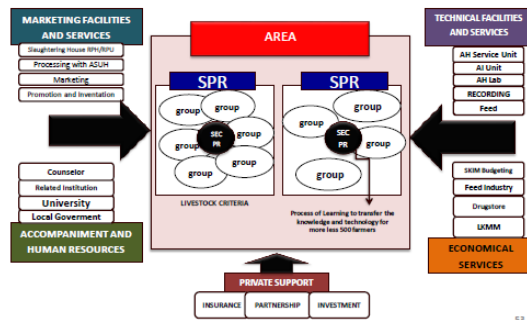 MARKETING FACILITIES
AND SERVICES
Slaughtering House RPH/RPU
Processing with ASUH
Marketing
Promotion and Inventation
AREA
TECHNICAL FACILITIES
AND SERVICES
AH Service Unit
AI Unit
AH Lab
RECORDING
Feed
SPR
group
group
group
group
group
group
group
SEC
PR
SPR
group
group
group
group
group
SEC
PR
LIVESTOCK CRITERIA
Process of Learning to transfer the
knowledge and technology for
more less 500 farmers
Counselor
Related Institution
University
Local Goverment
ACCOMPANIMENT AND
HUMAN RESOURCES
SKIM Budgeting
Feed Industry
Drugstore
LKMM
ECONOMICAL
SERVICES
PRIVATE SUPPORT
INSURANCE
PARTNERSHIP
INVESTMENT